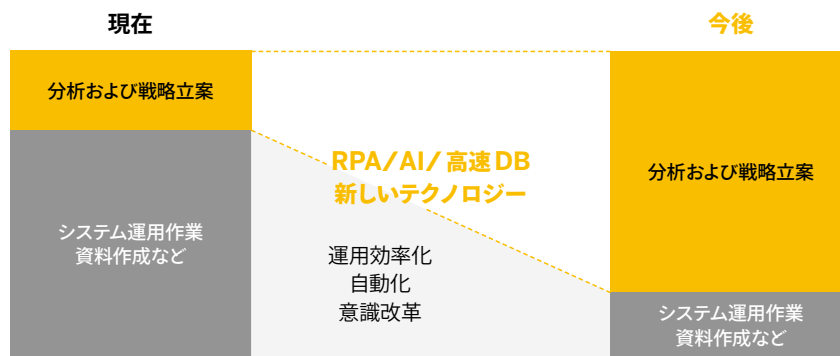 現在
今後
分析および戦略立案
システム運用作業
資料作成など
RPA/AI/高速DB
新しいテクノロジー
運用効率化
自動化
意識改革
分析および戦略立案
システム運用作業
資料作成など